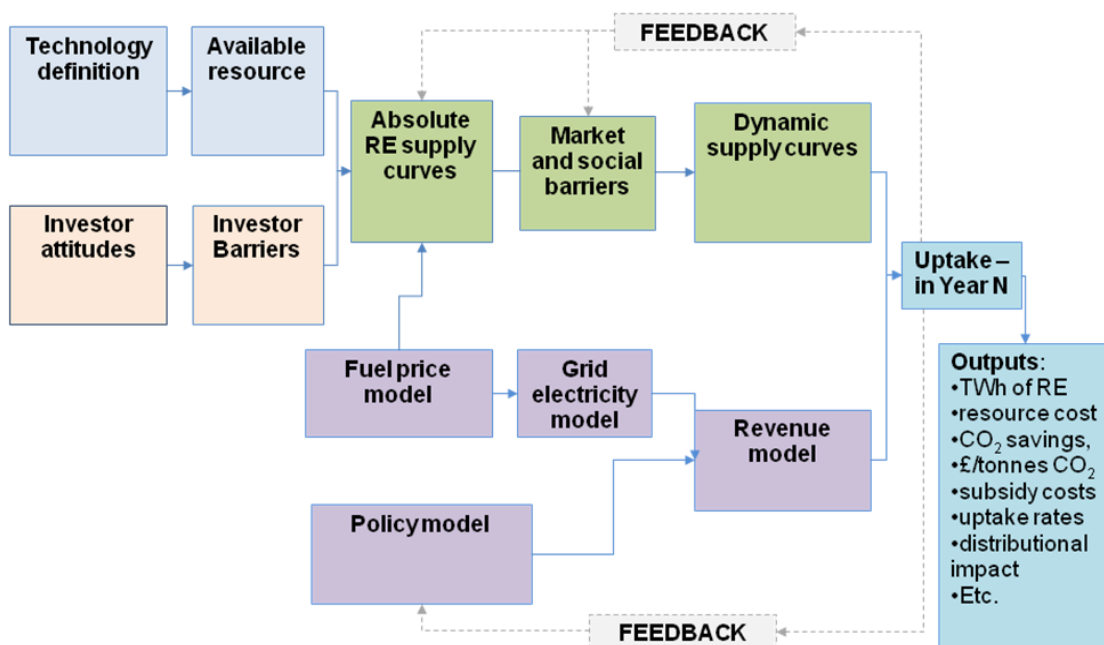 FEEDBACK
Technology
definition
Available
resource
Absolute
RE supply
curves
Market
and social
barriers
Dynamic
supply curves
Investor
attitudes
Investor
Barriers
Uptake –
in Year N
Fuel price
model
Grid
electricity
model
Revenue
model
Policy model
Outputs:
•TWh of RE
•resource cost
•CO₂ savings,
•£/tonnes CO₂
•subsidy costs
•uptake rates
•distributional
impact
•Etc.
FEEDBACK